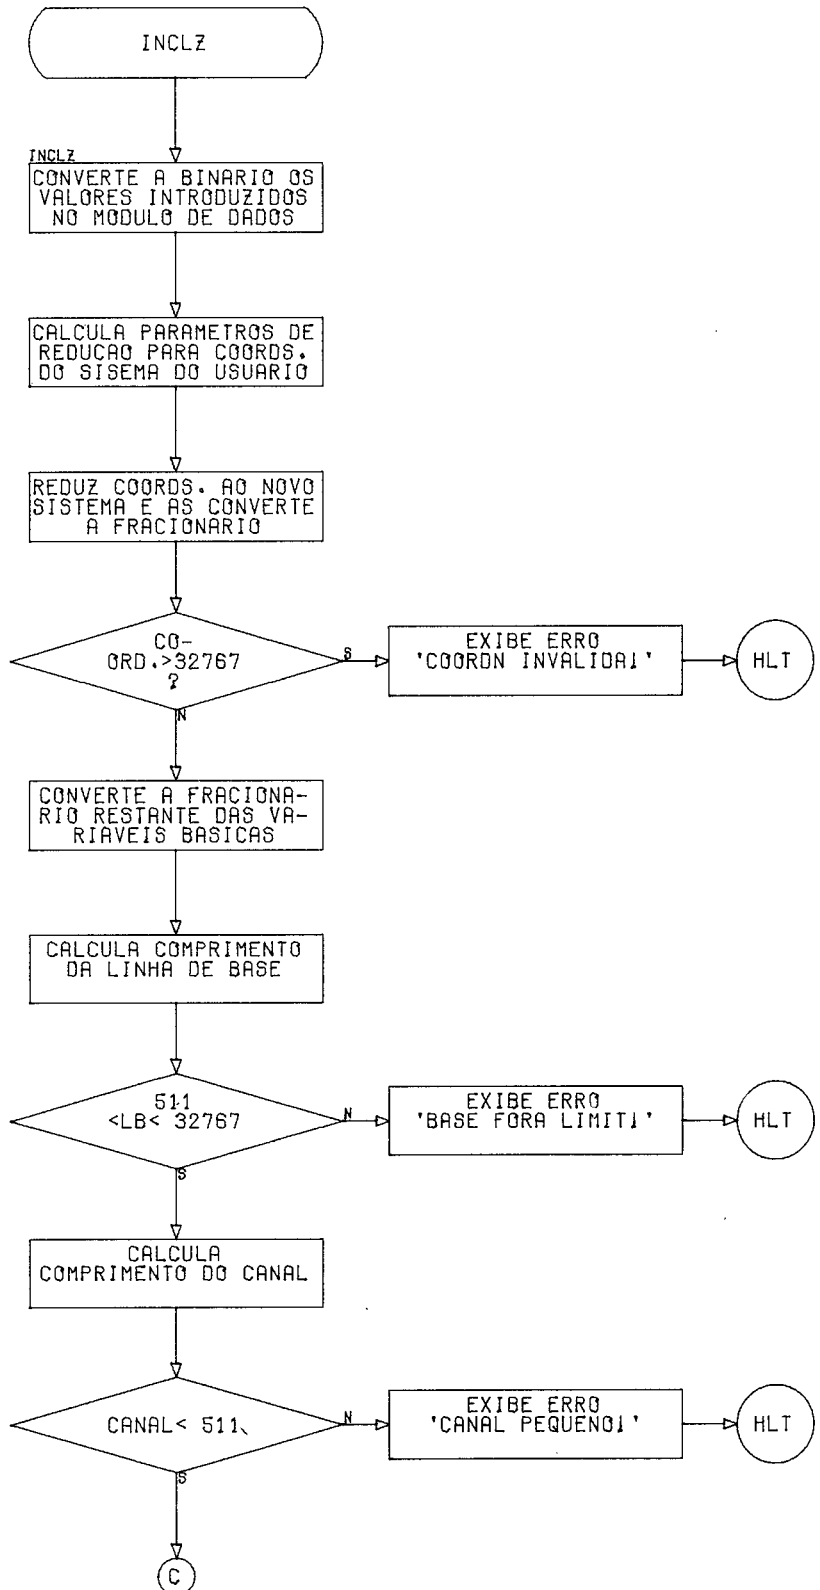 INCLZ
INCLZ
CONVERTE A BINARIO OS
VALORES INTRODUZIDOS
NO MODULO DE DADOS
CALCULA PARAMETROS DE
REDUCAO PARA COORDS.
DO SISEMA DO USUARIO
REDUZ COORDS. AO NOVO
SISTEMA E AS CONVERTE
A FRACIONARIO
CO-
ORD.>32767
?
S
EXIBE ERRO
'COORDN INVALIDA!'
HLT
N
CONVERTE A FRACIONA-
RIO RESTANTE DAS VA-
RIAVEIS BASICAS
CALCULA COMPRIMENTO
DA LINHA DE BASE
511
<LB< 32767
N
EXIBE ERRO
'BASE FORA LIMIT!'
HLT
S
CALCULA
COMPRIMENTO DO CANAL
CANAL< 511
N
EXIBE ERRO
'CANAL PEQUENO!'
HLT
S
C